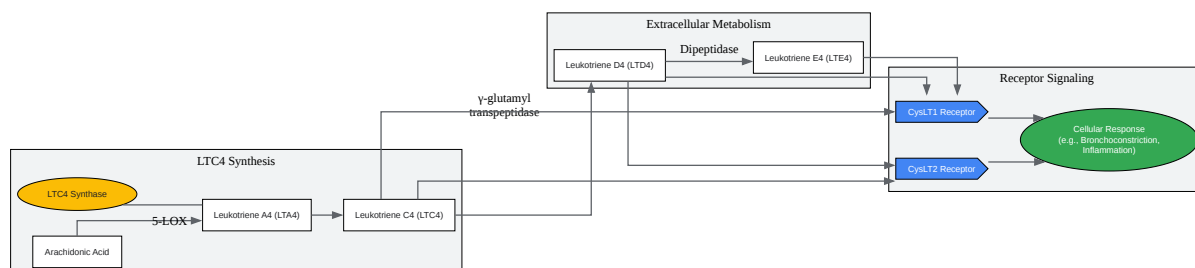 Extracellular Metabolism
Dipeptidase
Leukotriene D4 (LTD4)
Leukotriene E4 (LTE4)
Receptor Signaling
γ-glutamyl
transpeptidase
CysLT1 Receptor
Cellular Response
(e.g., Bronchoconstriction,
Inflammation)
CysLT2 Receptor
LTC4 Synthesis
LTC4 Synthase
Leukotriene A4 (LTA4)
Leukotriene C4 (LTC4)
5-LOX
Arachidonic Acid